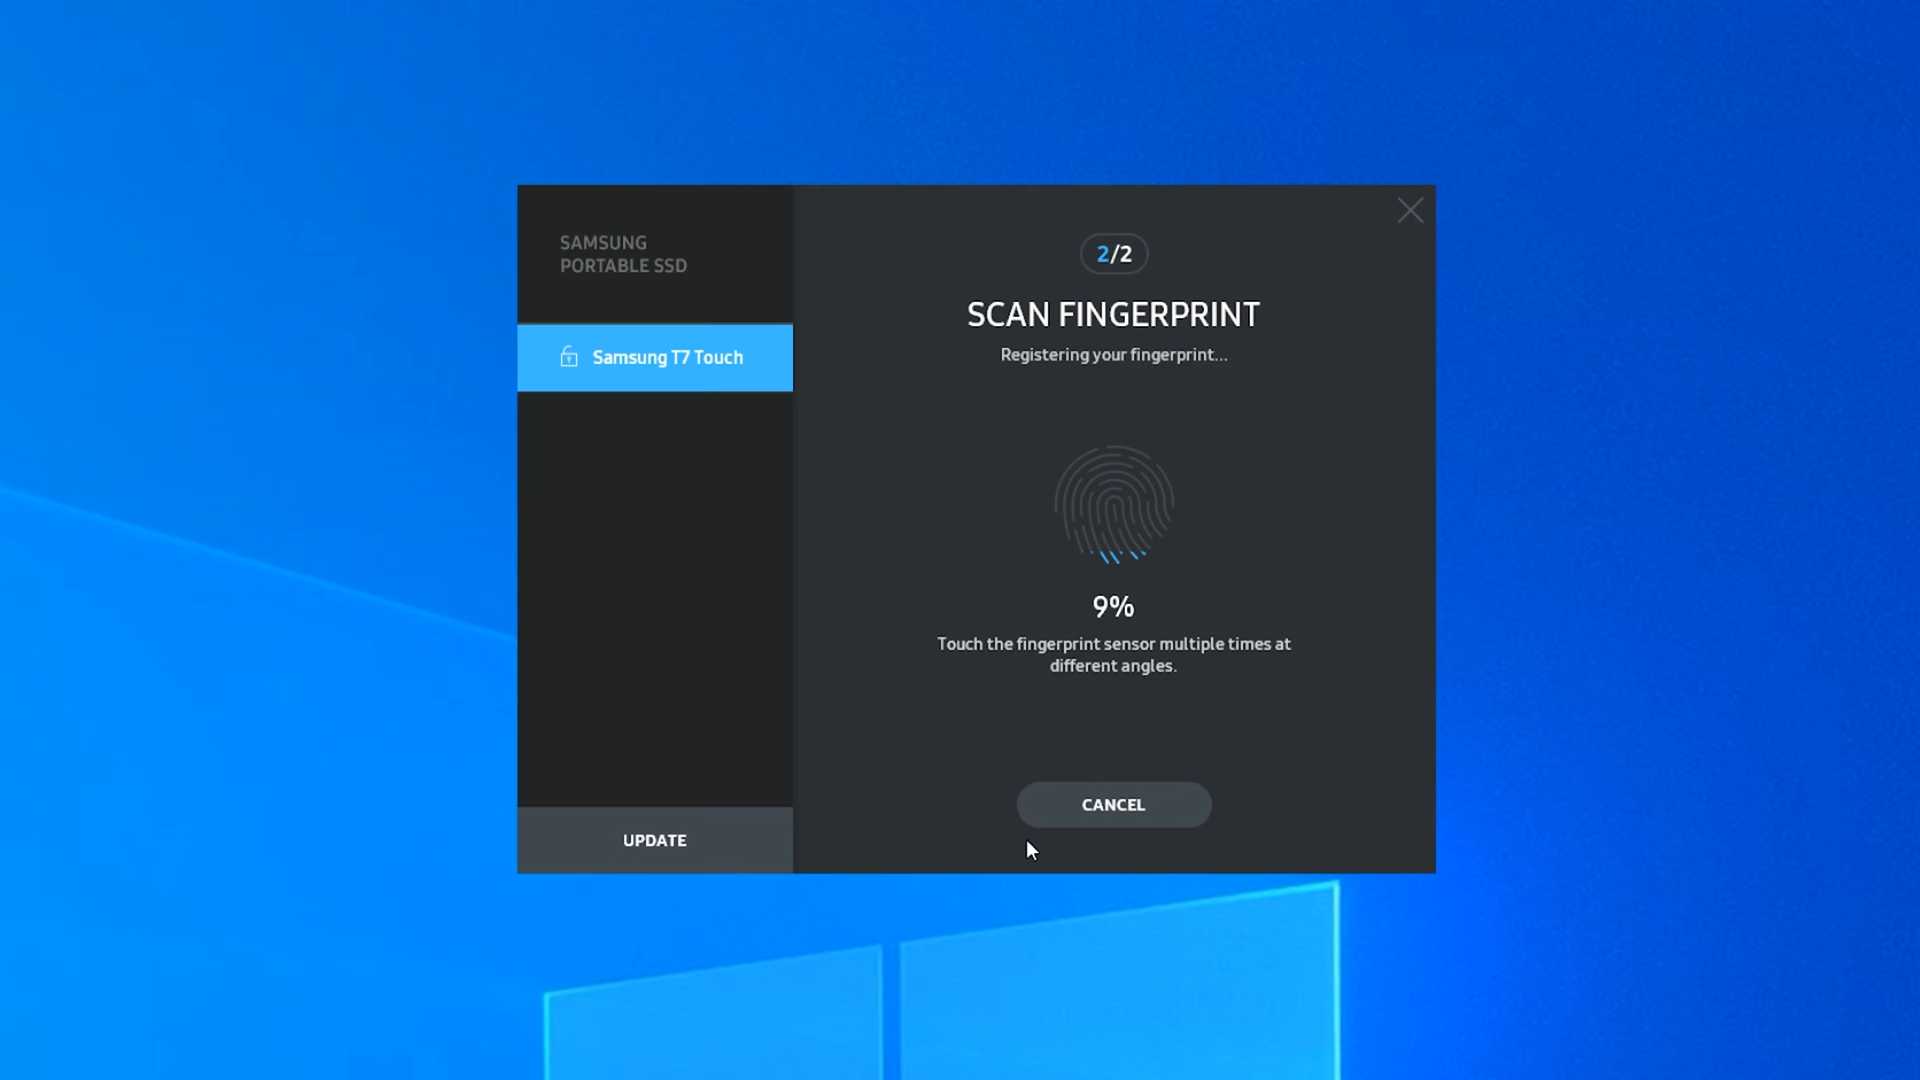 SAMSUNG
PORTABLE SSD
Samsung T7 Touch
UPDATE
2/2
SCAN FINGERPRINT
Registering your fingerprint...
9%
Touch the fingerprint sensor multiple times at
different angles.
CANCEL